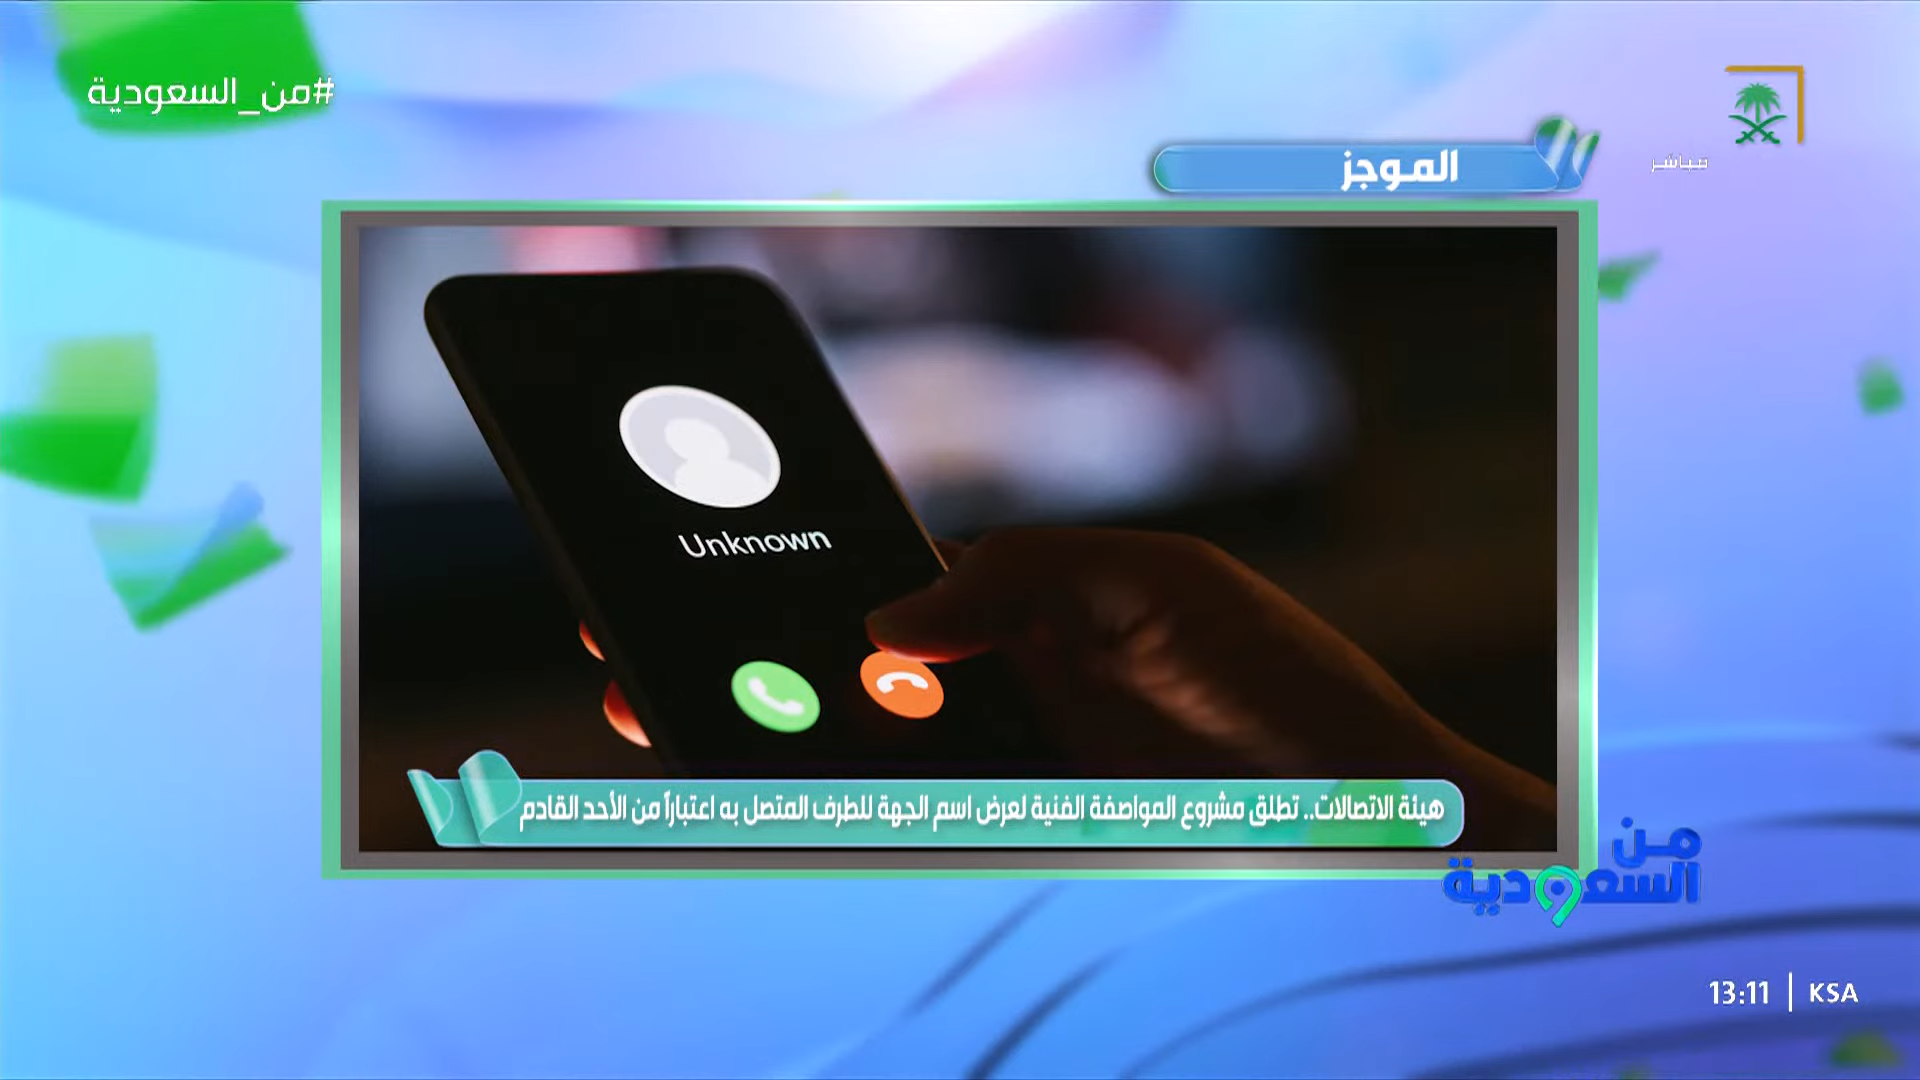 #من_السعودية
مباشر
الموجز
Unknown
هيئة الاتصالات.. تطلق مشروع المواصفة الفنية لعرض اسم الجهة للطرف المتصل به اعتباراً من الأحد القادم
من
السعودية
13:11 | KSA